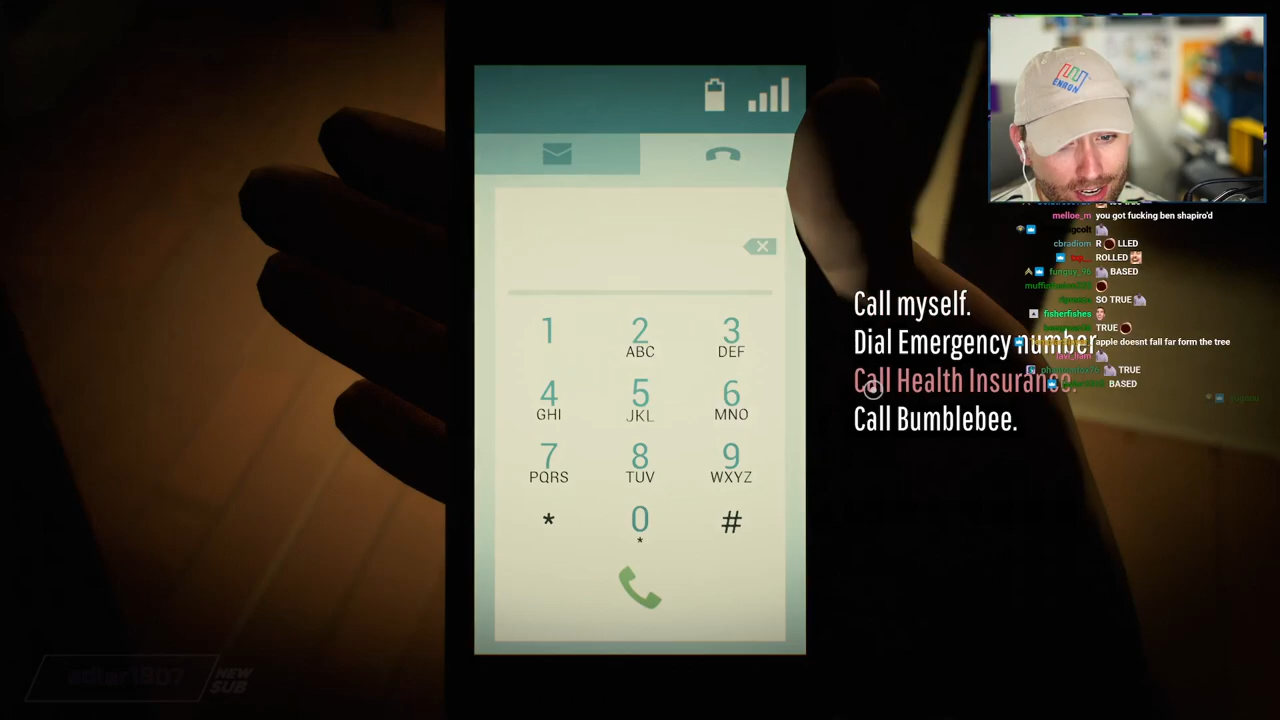 ENRON
melloe_m you got fucking ben shapiro'd
cbradiom R LLED
ROLLED
fungay_96 BASED
SO TRUE
fisherfishes
TRUE
apple doesnt fall far form the tree
TRUE
BASED
1
2
ABC
3
DEF
4
GHI
5
JKL
6
MNO
7
PQRS
8
TUV
9
WXYZ
*
0
*
#
Call myself.
Dial Emergency number.
Call Health Insurance.
Call Bumblebee.
NEW
SUB